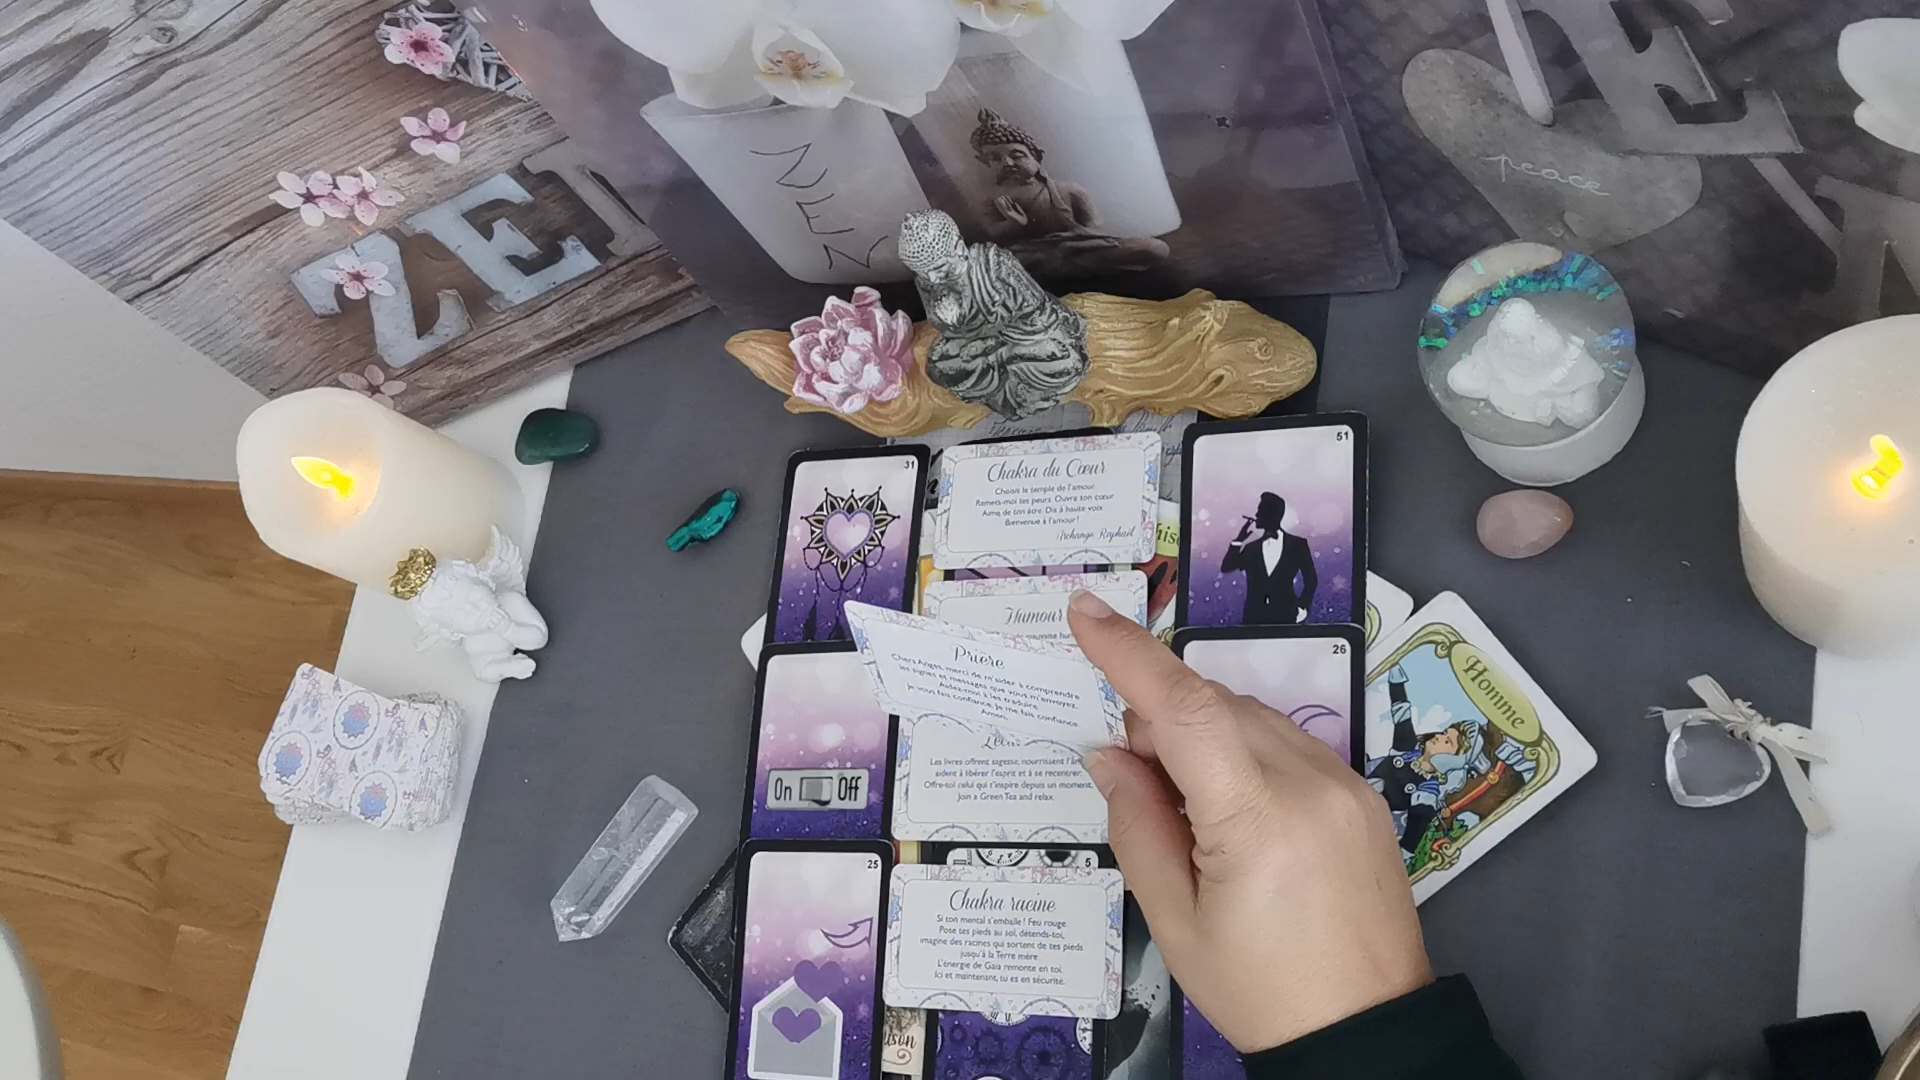 ZE
ZEN
peace
31
Chakra du Cœur
Choisis le temple de l'amour.
Remets-moi tes peurs. Ouvre ton cœur
Aime de ton être. Dis à haute voix
Bienvenue à l'amour!
Archange Raphaël
51
Humour
mauvaise hum
Prière
Chers Anges, merci de m'aider à comprendre
les signes et messages que vous m'envoyez.
Aidez-moi à les traduire
Je vous fais confiance. Je me fais confiance
Amen.
26
Homme
On Off
Les livres offrent sagesse, nourrissent l'
aident à libérer l'esprit et à se recentrer.
Offre-toi celui qui t'inspire depuis un moment.
Join a Green Tea and relax.
25
5
Chakra racine
Si ton mental s'emballe! Feu rouge.
Pose tes pieds au sol, détends-toi,
imagine des racines qui sortent de tes pieds
jusqu'à la Terre mère.
L'énergie de Gaïa remonte en toi.
Ici et maintenant, tu es en sécurité.
ison